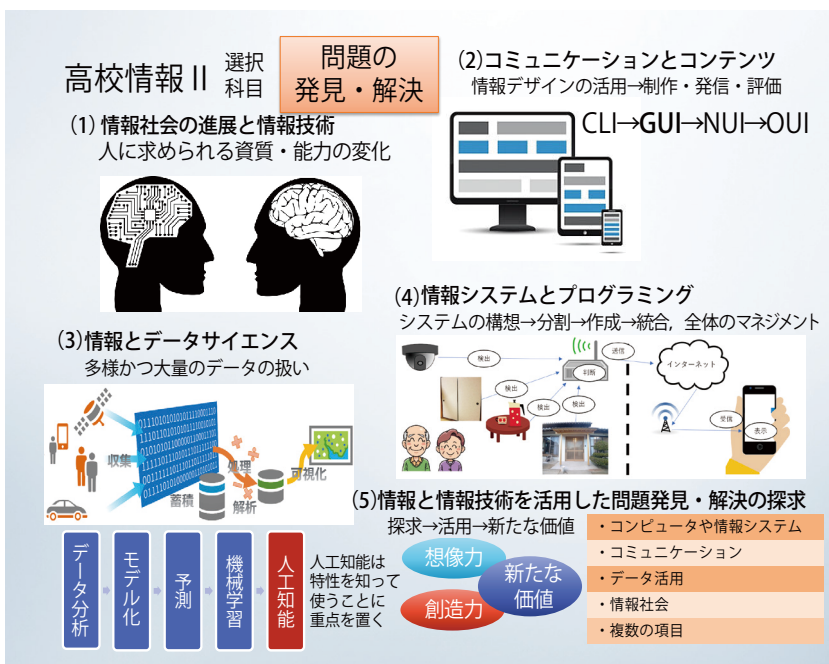 高校情報Ⅱ
選択
科目
問題の
発見・解決
(1) 情報社会の進展と情報技術
人に求められる資質・能力の変化
(2)コミュニケーションとコンテンツ
情報デザインの活用→制作・発信・評価
CLI→GUI→NUI→OUI
(3)情報とデータサイエンス
多様かつ大量のデータの扱い
収集
蓄積
処理
解析
可視化
データ分析
モデル化
予測
機械学習
人工知能
人工知能は
特性を知って
使うことに
重点を置く
(4)情報システムとプログラミング
システムの構想→分割→作成→統合，全体のマネジメント
検出
検出
検出
検出
判断
送信
インターネット
受信
表示
(5)情報と情報技術を活用した問題発見・解決の探求
探求→活用→新たな価値
想像力
創造力
新たな
価値
・コンピュータや情報システム
・コミュニケーション
・データ活用
・情報社会
・複数の項目